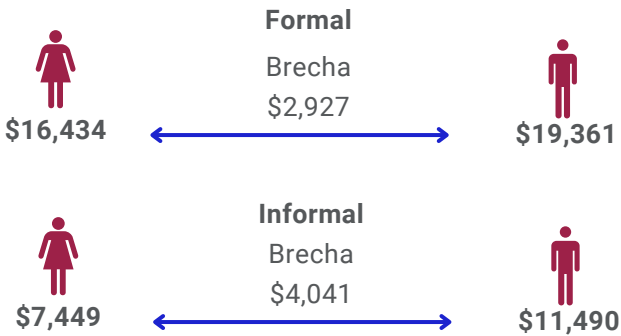 Formal
Brecha
$2,927
$16,434
$19,361
Informal
Brecha
$4,041
$7,449
$11,490